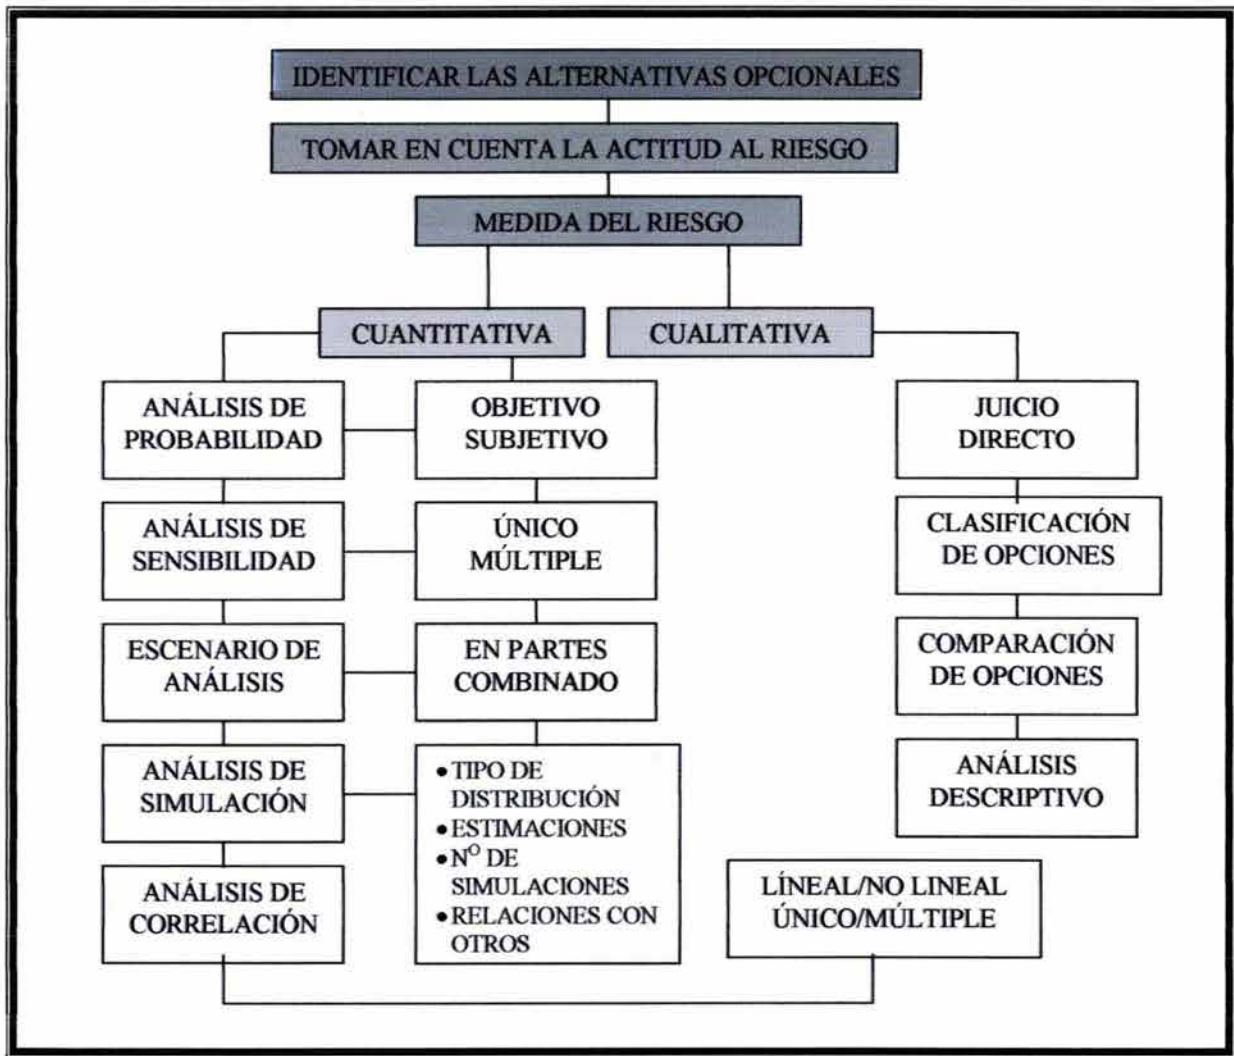 IDENTIFICAR LAS ALTERNATIVAS OPCIONALES
TOMAR EN CUENTA LA ACTITUD AL RIESGO
MEDIDA DEL RIESGO
CUANTITATIVA
CUALITATIVA
ANÁLISIS DE
PROBABILIDAD
OBJETIVO
SUBJETIVO
JUICIO
DIRECTO
ANÁLISIS DE
SENSIBILIDAD
ÚNICO
MÚLTIPLE
CLASIFICACIÓN
DE OPCIONES
ESCENARIO DE
ANÁLISIS
EN PARTES
COMBINADO
COMPARACIÓN
DE OPCIONES
ANÁLISIS DE
SIMULACIÓN
• TIPO DE
DISTRIBUCIÓN
• ESTIMACIONES
• Nº DE
SIMULACIONES
• RELACIONES CON
OTROS
ANÁLISIS
DESCRIPTIVO
ANÁLISIS DE
CORRELACIÓN
LÍNEAL/NO LINEAL
ÚNICO/MÚLTIPLE